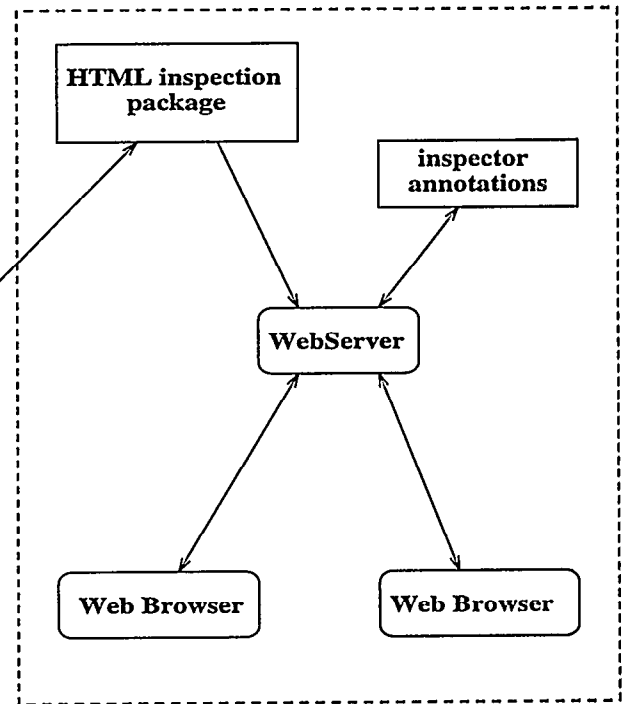 HTML inspection
package
inspector
annotations
WebServer
Web Browser
Web Browser